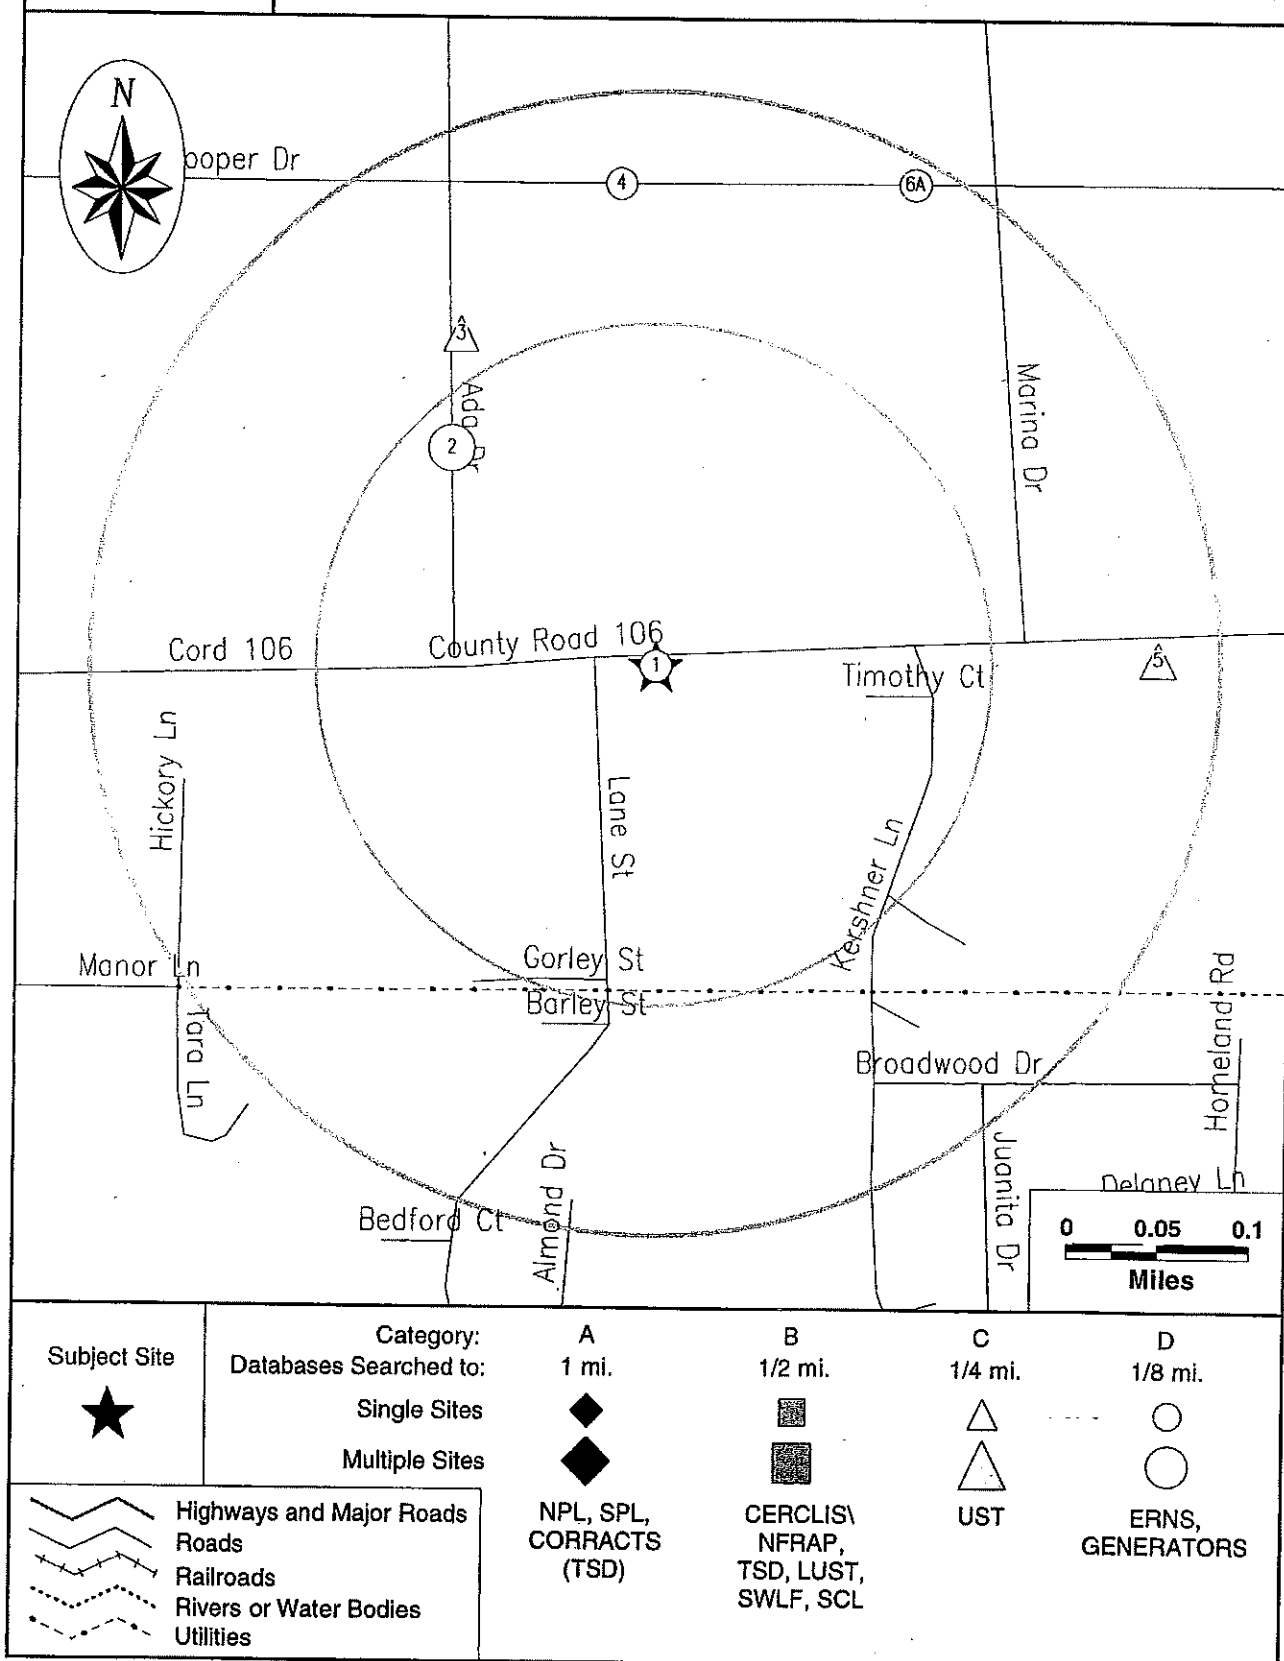 N
ooper Dr
4
6A
3
Ada Dr
2
Marina Dr
Cord 106
County Road 106
1
Timothy Ct
5
Hickory Ln
Lane St
Kershner Ln
Manor Ln
Gorley St
Barley St
Tara Ln
Homeland Rd
Broadwood Dr
Juanita Dr
Delaney Ln
Bedford Ct
Almond Dr
0 0.05 0.1
Miles
Subject Site
Category: A B C D
Databases Searched to: 1 mi. 1/2 mi. 1/4 mi. 1/8 mi.
Single Sites
Multiple Sites
NPL, SPL,
CORRACTS
(TSD)
CERCLIS\
NFRAP,
TSD, LUST,
SWLF, SCL
UST
ERNS,
GENERATORS
Highways and Major Roads
Roads
Railroads
Rivers or Water Bodies
Utilities